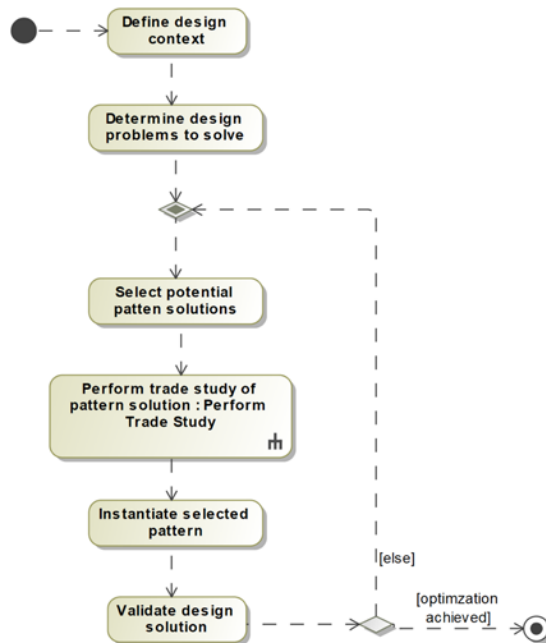 Define design
context
Determine design
problems to solve
Select potential
patten solutions
Perform trade study of
pattern solution : Perform
Trade Study
Instantiate selected
pattern
[else]
Validate design
solution
[optimzation
achieved]